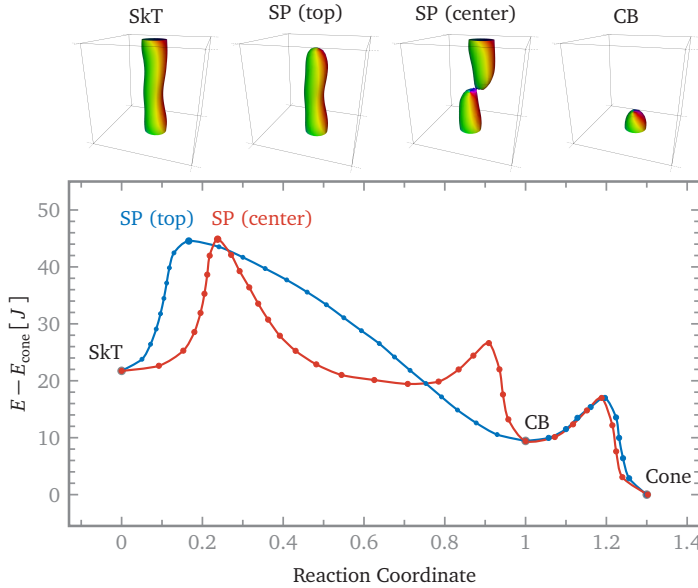 SkT SP (top) SP (center) CB
50
SP (top) SP (center)
40
E − E_cone [J]
30
SkT
20
CB
10
Cone
0
0 0.2 0.4 0.6 0.8 1.0 1.2 1.4
Reaction Coordinate